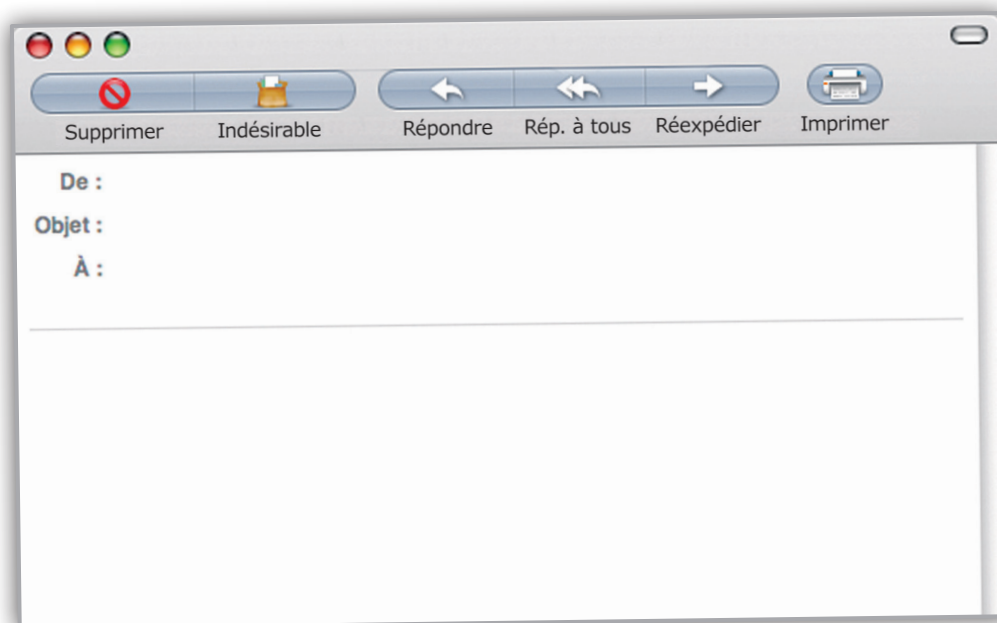 Supprimer Indésirable Répondre Rép. à tous Réexpédier Imprimer
De :
Objet :
À :